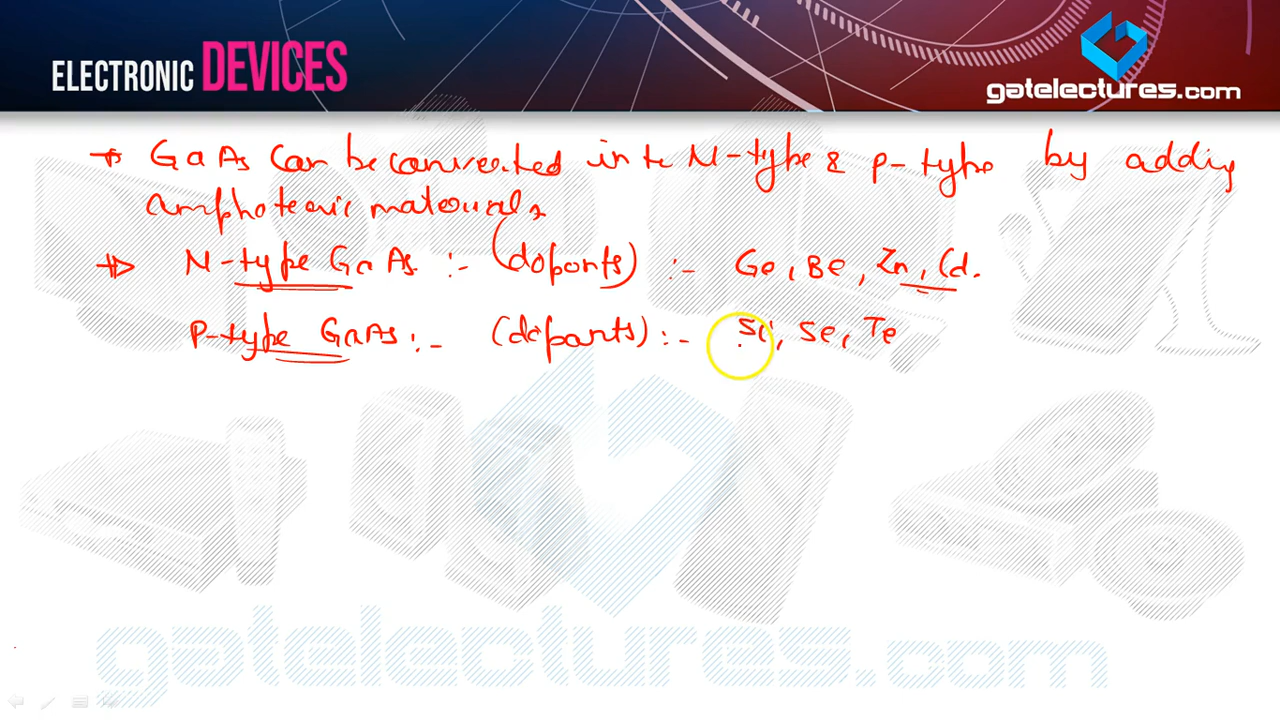 ELECTRONIC DEVICES
gatelectures.com
→ GaAs can be converted into N-type & P-type by adding
amphoteric materials
⇒ N-type GaAs :- (dopants) :- Ge, Be, Zn, Cd.
P-type GaAs :- (dopants) :- Si, Se, Te
gatelectures.com